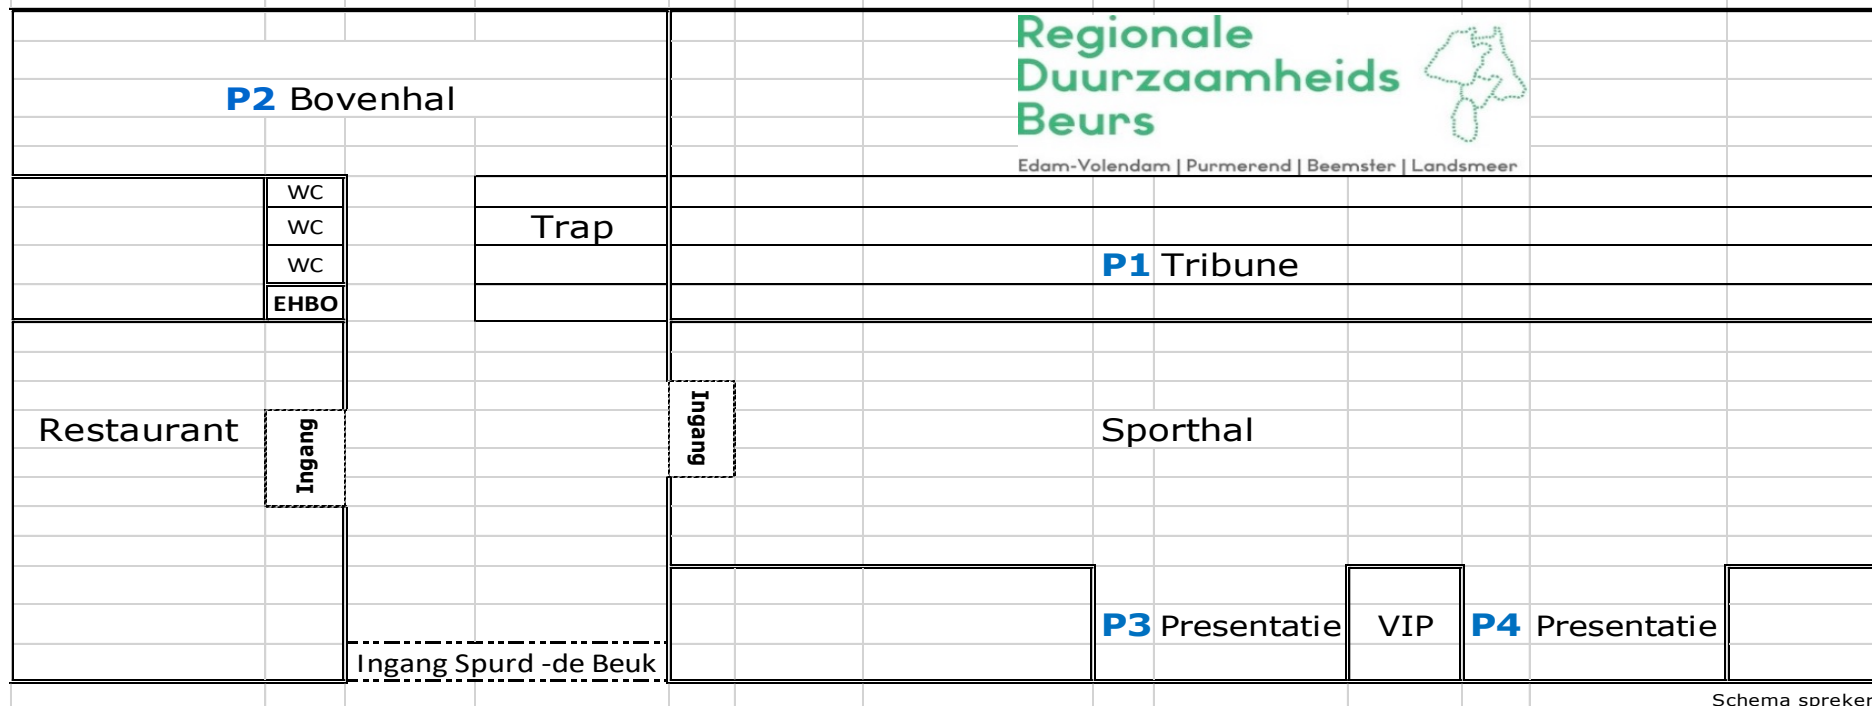 Regionale
Duurzaamheids
Beurs
Edam-Volendam | Purmerend | Beemster | Landsmeer
P2 Bovenhal
WC
WC
Trap
WC
P1 Tribune
EHBO
Restaurant
Ingang
Ingang
Sporthal
P3 Presentatie
VIP
P4 Presentatie
Ingang Spurd -de Beuk
Schema spreker